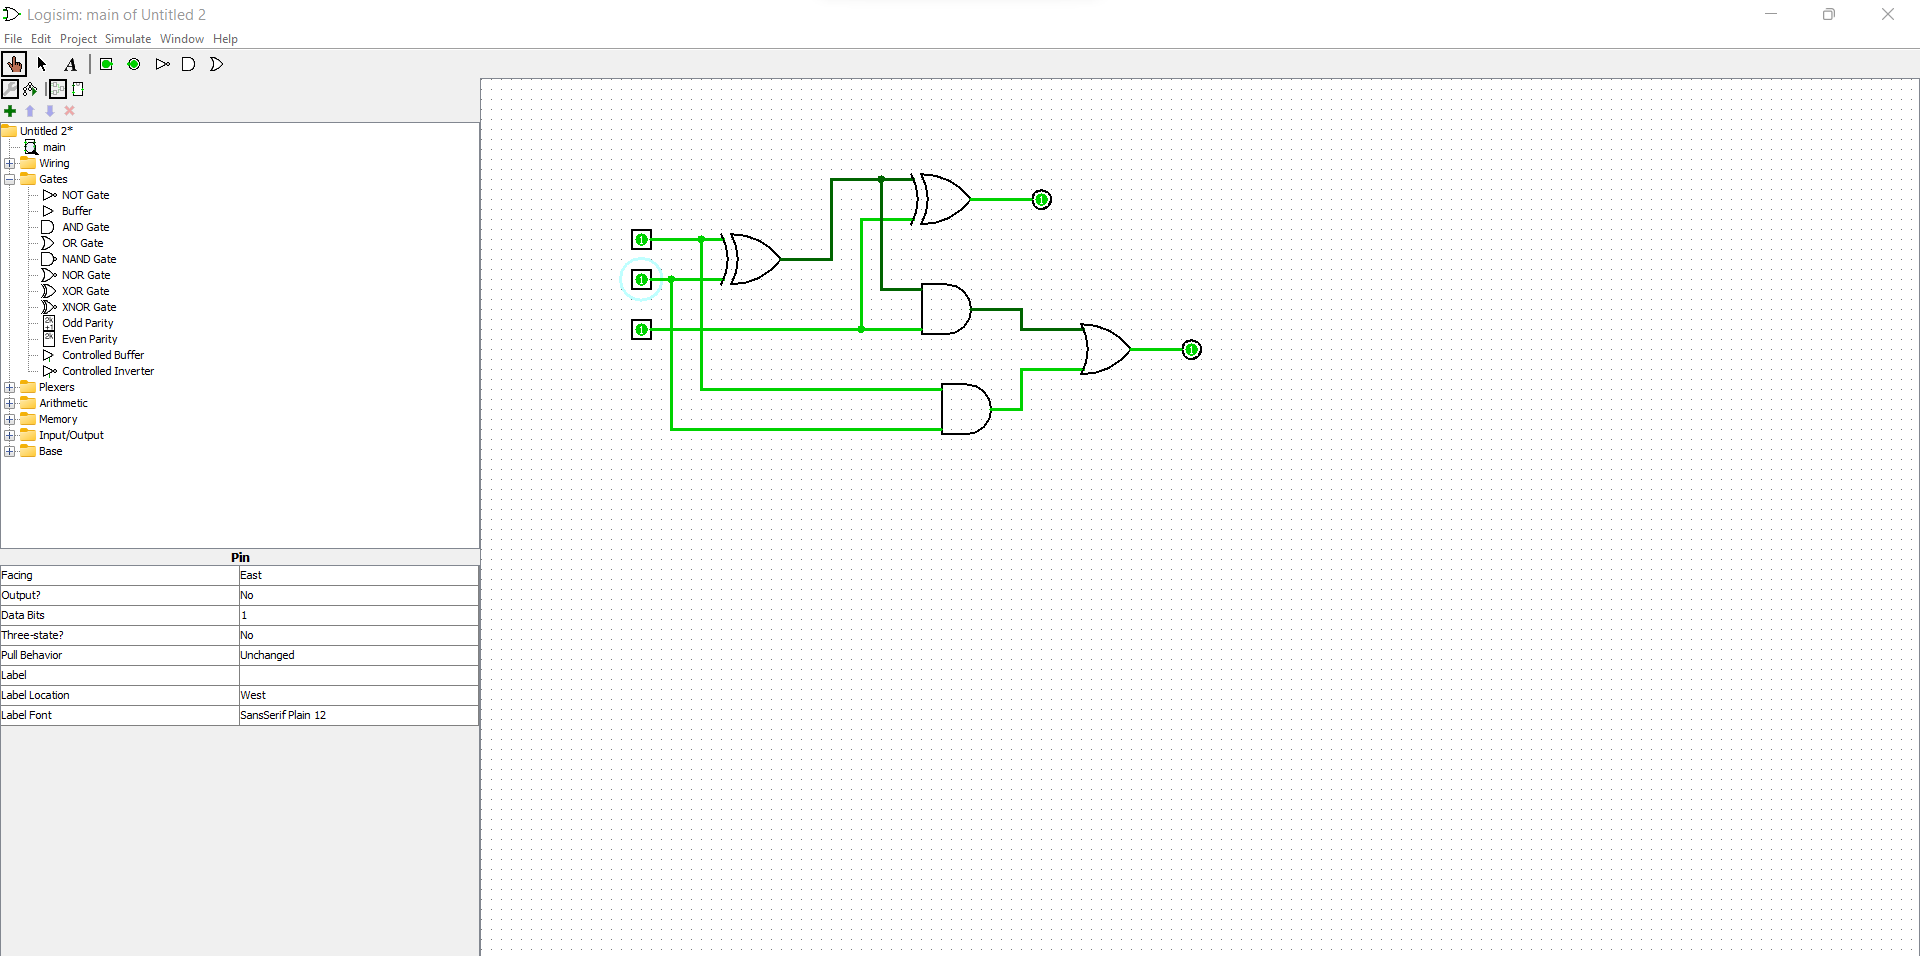 Logisim: main of Untitled 2
File Edit Project Simulate Window Help
A
Untitled 2*
main
Wiring
Gates
NOT Gate
Buffer
AND Gate
OR Gate
NAND Gate
NOR Gate
XOR Gate
XNOR Gate
2k+1 Odd Parity
2k Even Parity
Controlled Buffer
Controlled Inverter
Plexers
Arithmetic
Memory
Input/Output
Base
Pin
Facing East
Output? No
Data Bits 1
Three-state? No
Pull Behavior Unchanged
Label
Label Location West
Label Font SansSerif Plain 12
1
1
1
1
1